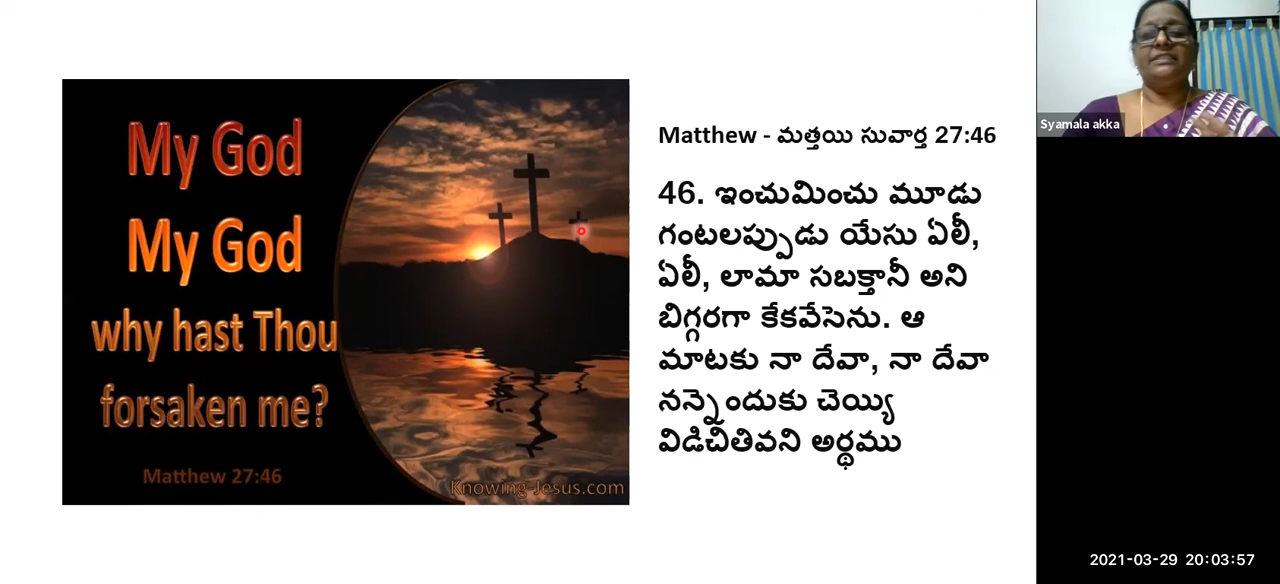 My God
My God
why hast Thou
forsaken me?
Matthew 27:46
Knowing-Jesus.com
Matthew - మత్తయి సువార్త 27:46
46. ఇంచుమించు మూడు
గంటలప్పుడు యేసు ఏలీ,
ఏలీ, లామా సబక్తానీ అని
బిగ్గరగా కేకవేసెను. ఆ
మాటకు నా దేవా, నా దేవా
నన్నెందుకు చెయ్యి
విడిచితివని అర్థము
Syamala akka
2021-03-29 20:03:57